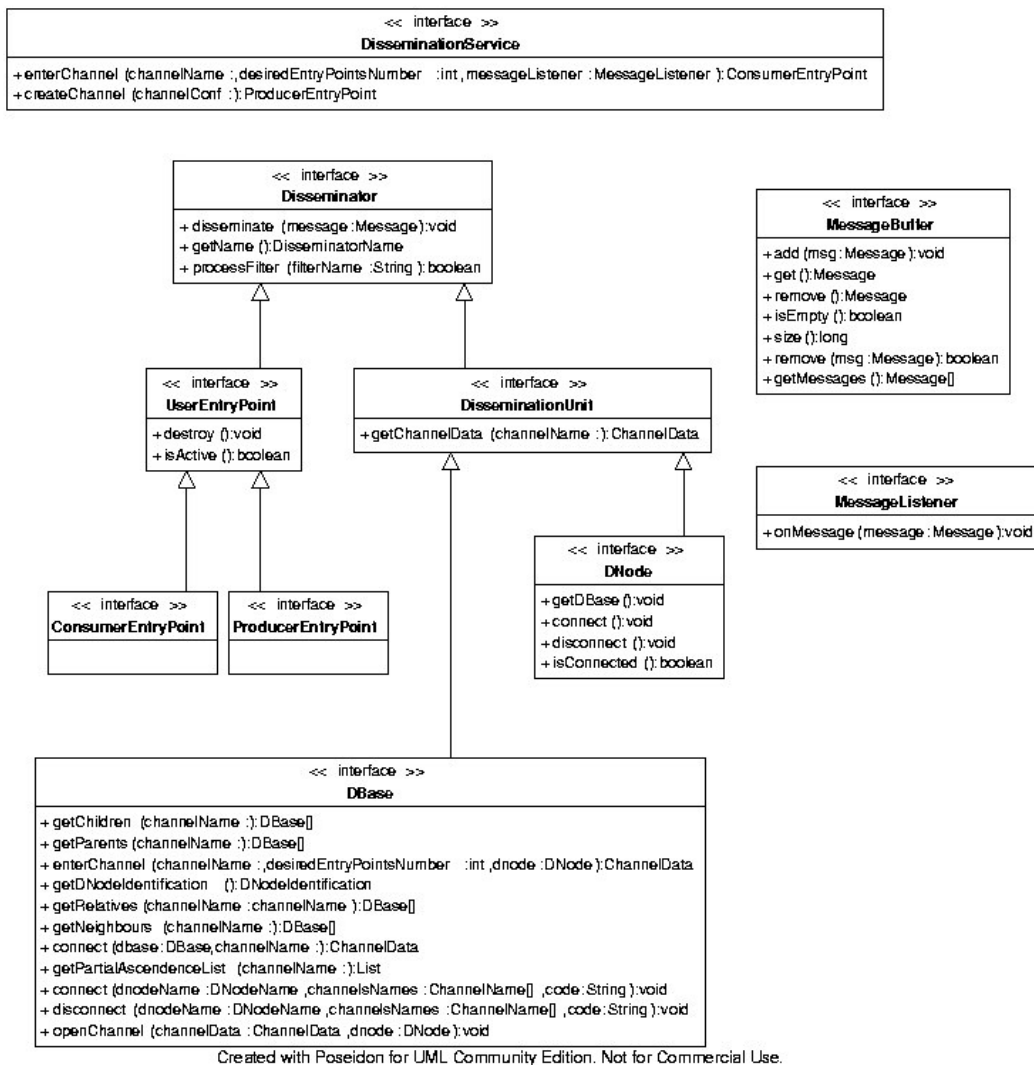 << interface >>
DisseminationService
+enterChannel (channelName :,desiredEntryPointsNumber :int,messageListener :MessageListener ):ConsumerEntryPoint
+createChannel (channelConf :):ProducerEntryPoint
<< interface >>
Disseminator
+disseminate (message:Message):void
+getName ():DisseminatorName
+processFilter (filterName :String ):boolean
<< interface >>
MessageBuffer
+add (msg:Message):void
+get ():Message
+remove ():Message
+isEmpty ():boolean
+size ():long
+remove (msg:Message):boolean
+getMessages ():Message[]
<< interface >>
UserEntryPoint
+destroy ():void
+isActive ():boolean
<< interface >>
DisseminationUnit
+getChannelData (channelName :):ChannelData
<< interface >>
MessageListener
+onMessage (message:Message):void
<< interface >>
DNode
+getDBase ():void
+connect ():void
+disconnect ():void
+isConnected ():boolean
<< interface >>
ConsumerEntryPoint
<< interface >>
ProducerEntryPoint
<< interface >>
DBase
+getChildren (channelName :):DBase[]
+getParents (channelName :):DBase[]
+enterChannel (channelName :,desiredEntryPointsNumber :int,dnode:DNode):ChannelData
+getDNodeIdentification ():DNodeIdentification
+getRelatives (channelName :channelName ):DBase[]
+getNeighbours (channelName :):DBase[]
+connect (dbase:DBase,channelName :):ChannelData
+getPartialAscendenceList (channelName :):List
+connect (dnodeName :DNodeName ,channelsNames :ChannelName[] ,code:String ):void
+disconnect (dnodeName :DNodeName ,channelsNames :ChannelName[] ,code:String ):void
+openChannel (channelData :ChannelData ,dnode:DNode):void
Created with Poseidon for UML Community Edition. Not for Commercial Use.